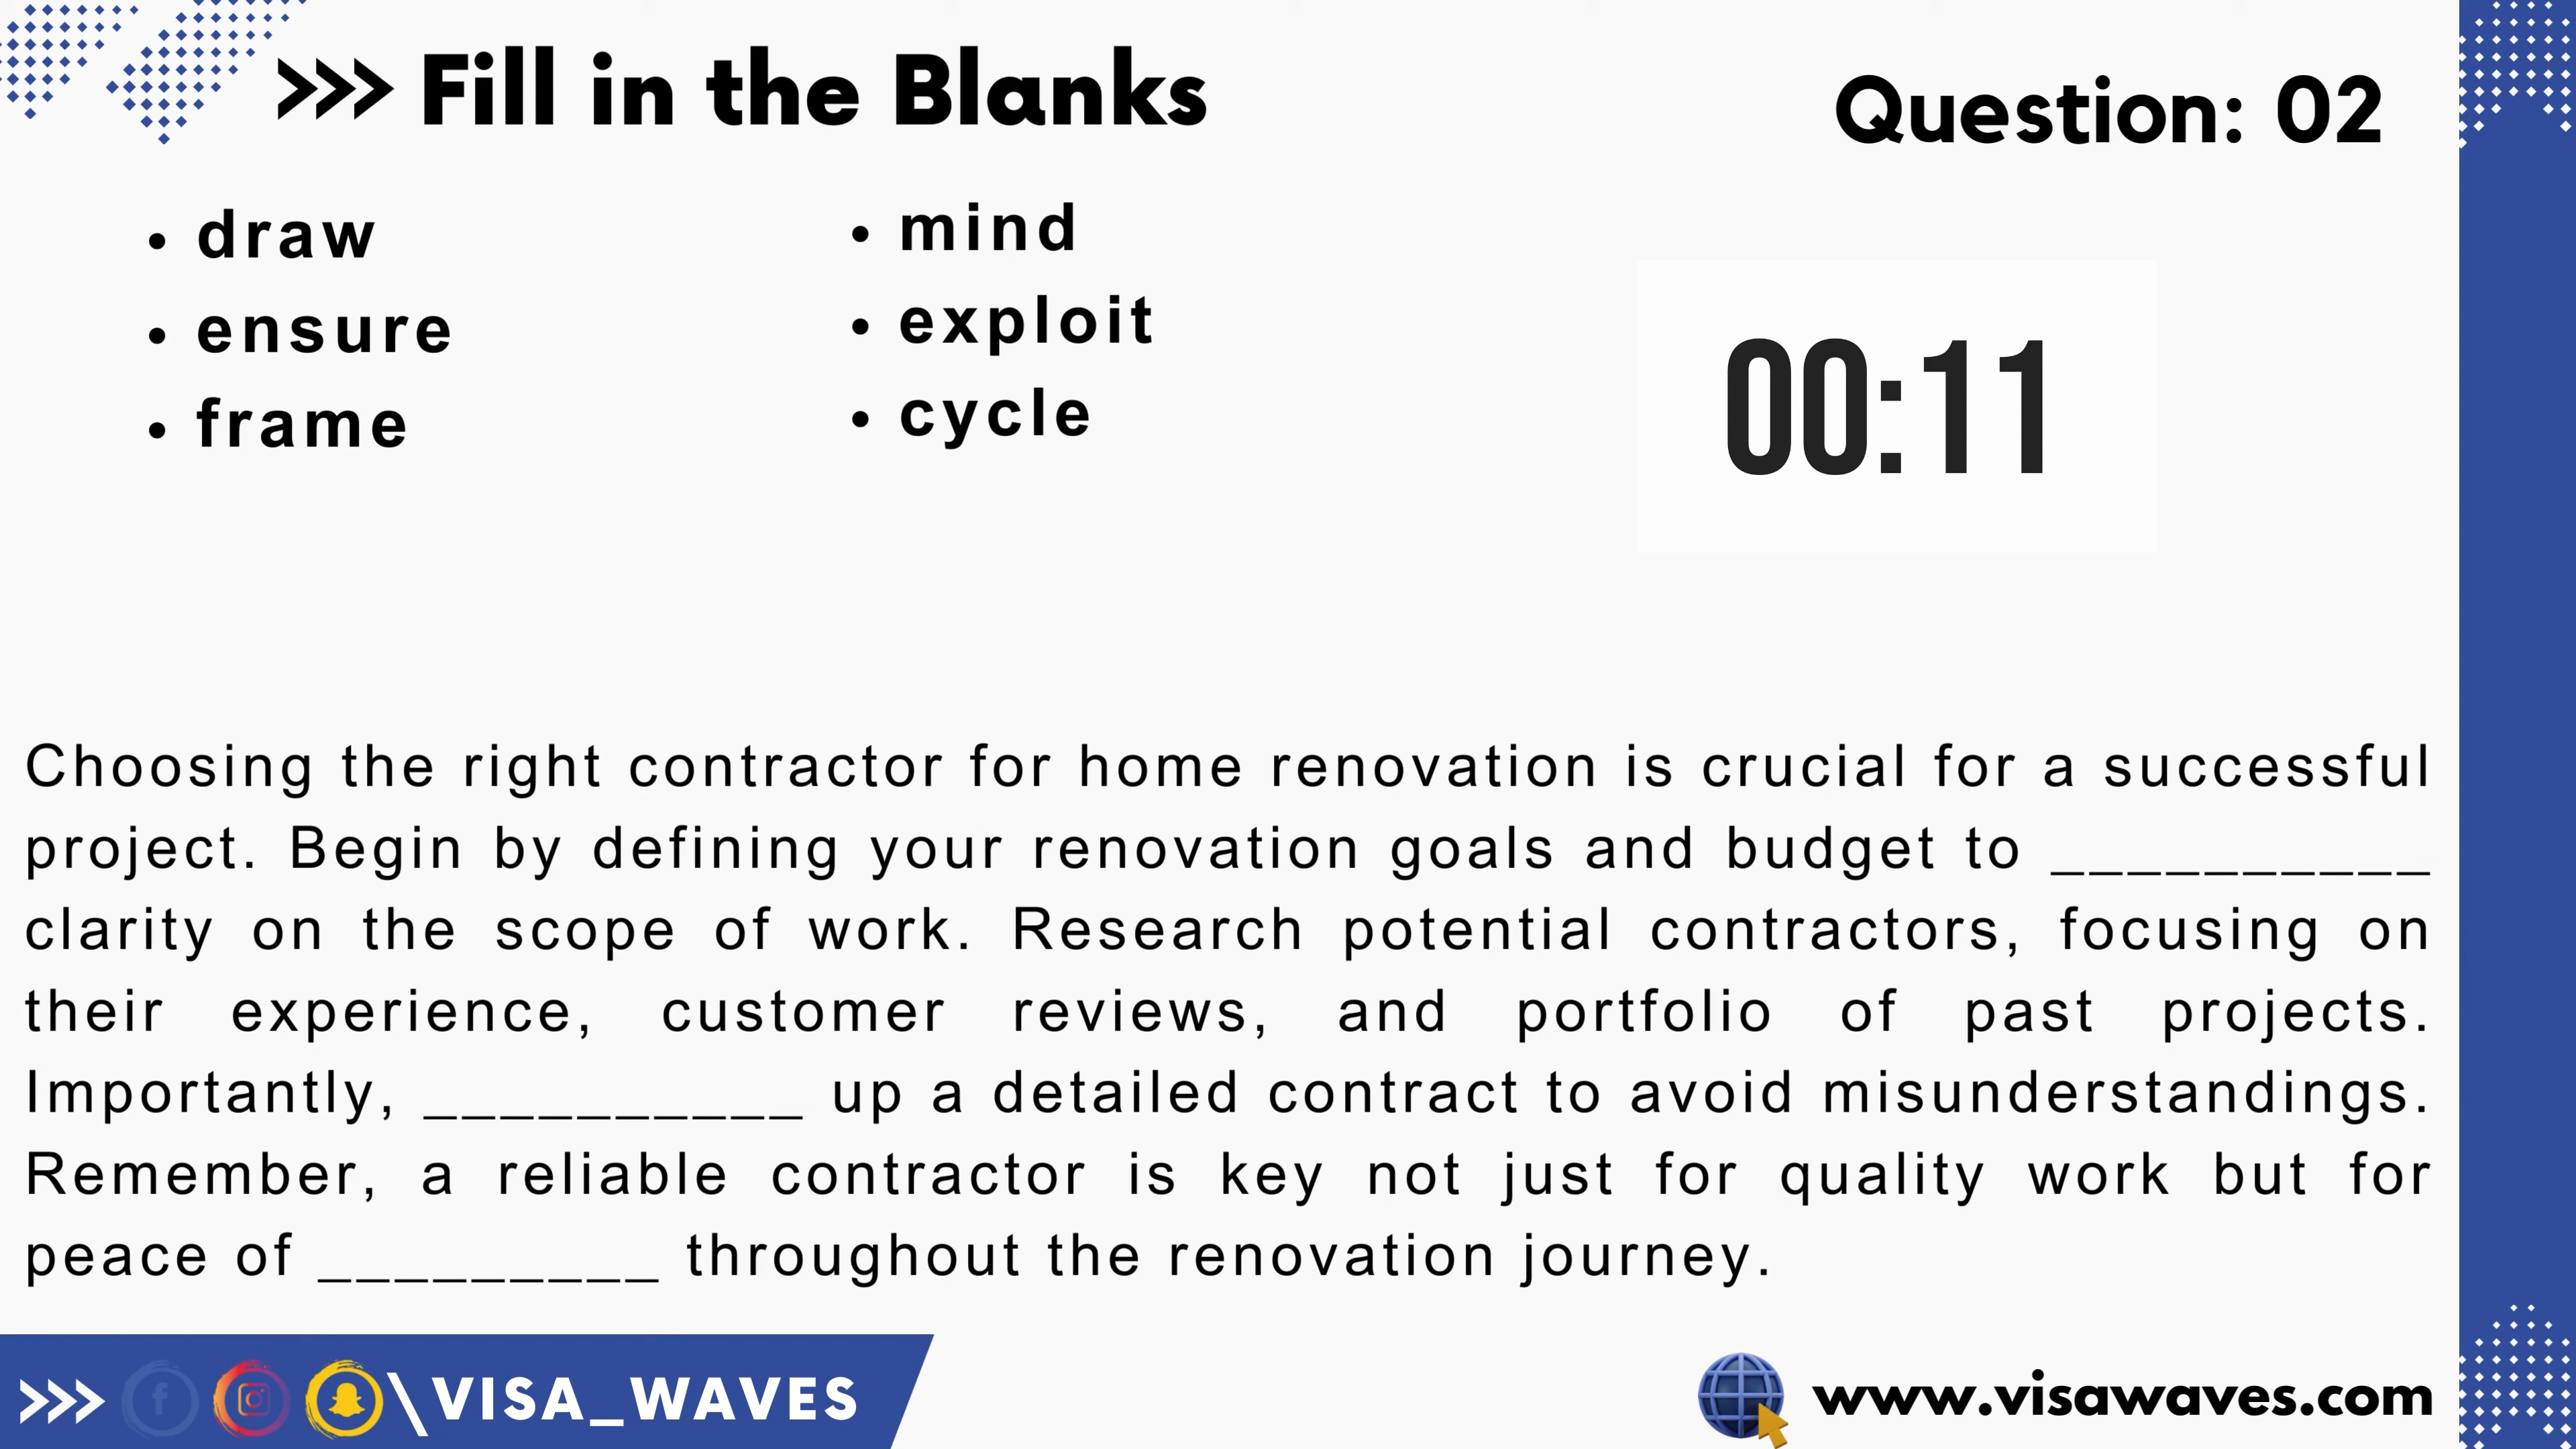 >>> Fill in the Blanks
Question: 02
• draw
• ensure
• frame
• mind
• exploit
• cycle
00:11
Choosing the right contractor for home renovation is crucial for a successful
project. Begin by defining your renovation goals and budget to __________
clarity on the scope of work. Research potential contractors, focusing on
their experience, customer reviews, and portfolio of past projects.
Importantly, __________ up a detailed contract to avoid misunderstandings.
Remember, a reliable contractor is key not just for quality work but for
peace of _________ throughout the renovation journey.
>>> \VISA_WAVES
www.visawaves.com